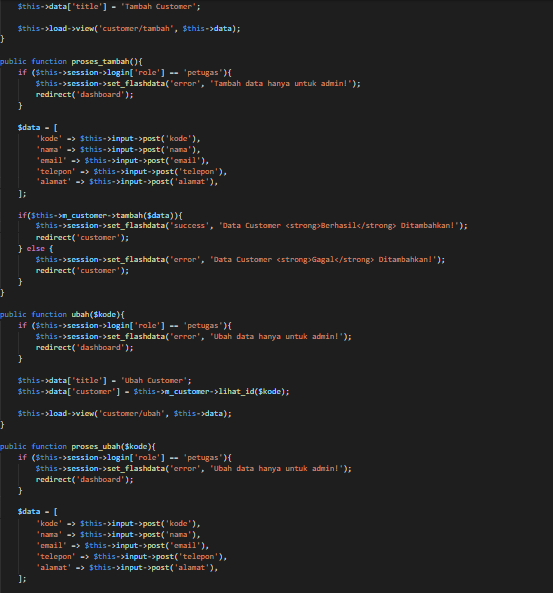 $this->data['title'] = 'Tambah Customer';
$this->load->view('customer/tambah', $this->data);
}
public function proses_tambah(){
if ($this->session->login['role'] == 'petugas'){
$this->session->set_flashdata('error', 'Tambah data hanya untuk admin!');
redirect('dashboard');
}
$data = [
'kode' => $this->input->post('kode'),
'nama' => $this->input->post('nama'),
'email' => $this->input->post('email'),
'telepon' => $this->input->post('telepon'),
'alamat' => $this->input->post('alamat'),
];
if($this->m_customer->tambah($data)){
$this->session->set_flashdata('success', 'Data Customer <strong>Berhasil</strong> Ditambahkan!');
redirect('customer');
} else {
$this->session->set_flashdata('error', 'Data Customer <strong>Gagal</strong> Ditambahkan!');
redirect('customer');
}
}
public function ubah($kode){
if ($this->session->login['role'] == 'petugas'){
$this->session->set_flashdata('error', 'Ubah data hanya untuk admin!');
redirect('dashboard');
}
$this->data['title'] = 'Ubah Customer';
$this->data['customer'] = $this->m_customer->lihat_id($kode);
$this->load->view('customer/ubah', $this->data);
}
public function proses_ubah($kode){
if ($this->session->login['role'] == 'petugas'){
$this->session->set_flashdata('error', 'Ubah data hanya untuk admin!');
redirect('dashboard');
}
$data = [
'kode' => $this->input->post('kode'),
'nama' => $this->input->post('nama'),
'email' => $this->input->post('email'),
'telepon' => $this->input->post('telepon'),
'alamat' => $this->input->post('alamat'),
];